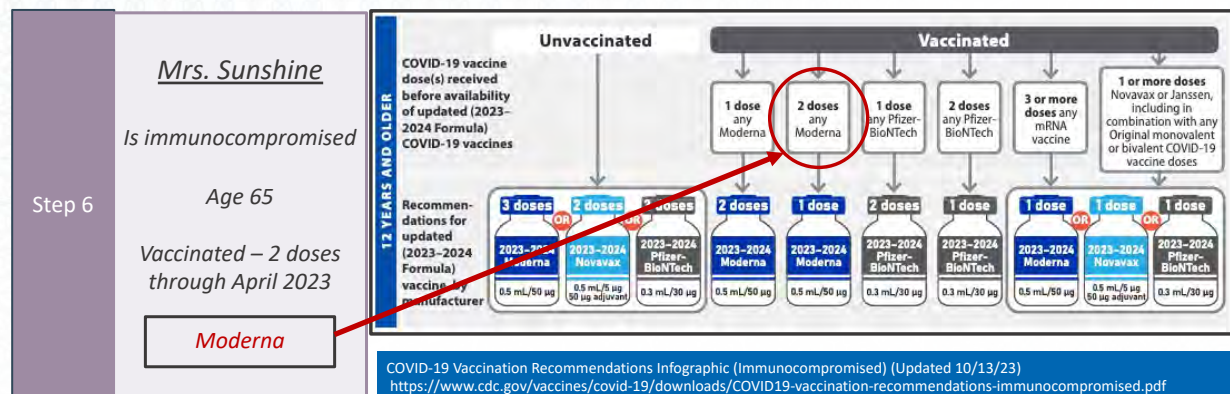 Step 6
Mrs. Sunshine
Is immunocompromised
Age 65
Vaccinated – 2 doses
through April 2023
Moderna
12 YEARS AND OLDER
Unvaccinated
Vaccinated
COVID-19 vaccine
dose(s) received
before availability
of updated (2023–
2024 Formula)
COVID-19 vaccines
1 dose
any
Moderna
2 doses
any
Moderna
1 dose
any Pfizer-
BioNTech
2 doses
any Pfizer-
BioNTech
3 or more
doses any
mRNA
vaccine
1 or more doses
Novavax or Janssen,
including in
combination with any
Original monovalent
or bivalent COVID-19
vaccine doses
Recommen-
dations for
updated
(2023–2024
Formula)
vaccine by
manufacturer
3 doses
2023–2024
Moderna
0.5 mL/50 µg
OR
2 doses
2023–2024
Novavax
0.5 mL/5 µg
50 µg adjuvant
OR
3 doses
2023–2024
Pfizer-
BioNTech
0.3 mL/30 µg
2 doses
2023–2024
Moderna
0.5 mL/50 µg
1 dose
2023–2024
Moderna
0.5 mL/50 µg
2 doses
2023–2024
Pfizer-
BioNTech
0.3 mL/30 µg
1 dose
2023–2024
Pfizer-
BioNTech
0.3 mL/30 µg
1 dose
2023–2024
Moderna
0.5 mL/50 µg
OR
1 dose
2023–2024
Novavax
0.5 mL/5 µg
50 µg adjuvant
OR
1 dose
2023–2024
Pfizer-
BioNTech
0.3 mL/30 µg
COVID-19 Vaccination Recommendations Infographic (Immunocompromised) (Updated 10/13/23)
https://www.cdc.gov/vaccines/covid-19/downloads/COVID19-vaccination-recommendations-immunocompromised.pdf